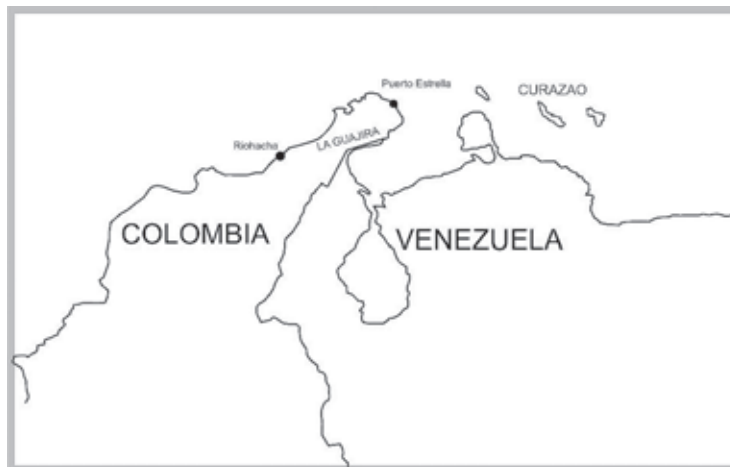 Puerto Estrella
CURAZAO
Riohacha
LA GUAJIRA
COLOMBIA
VENEZUELA